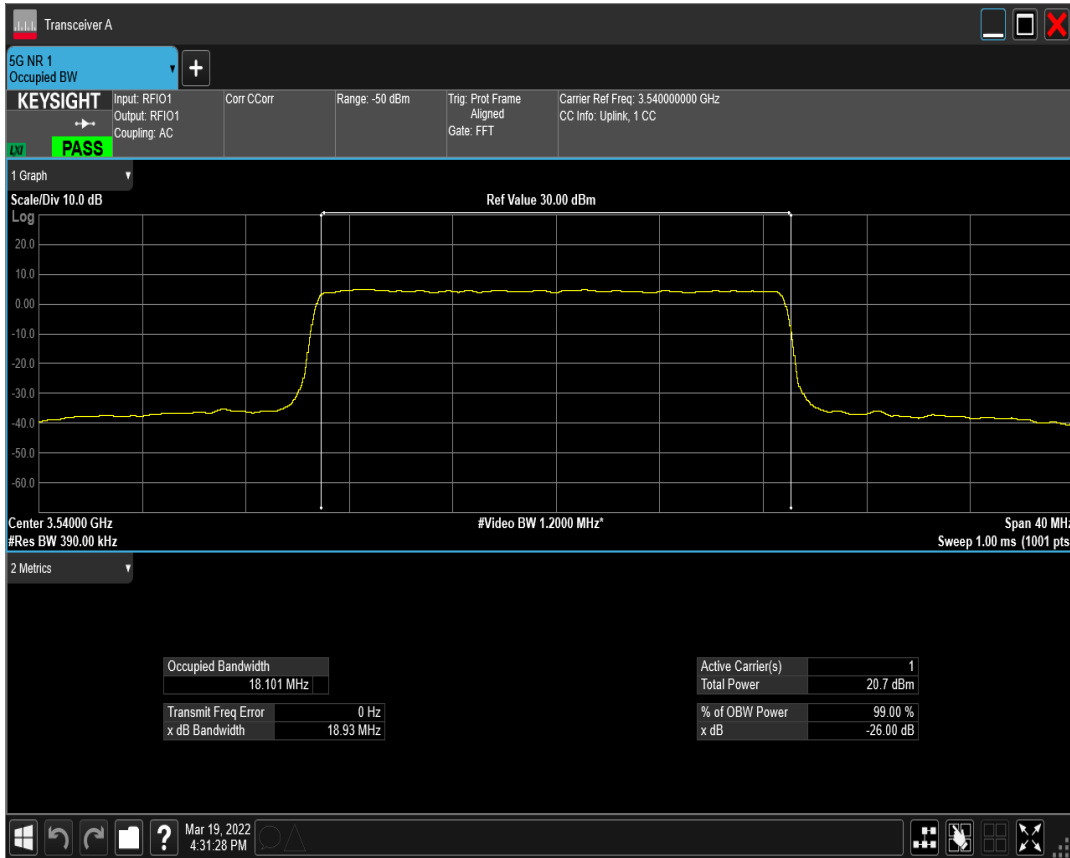 Transceiver A
5G NR 1
Occupied BW
KEYSIGHT
LXI
PASS
Input: RFIO1
Output: RFIO1
Coupling: AC
Corr CCorr
Range: -50 dBm
Trig: Prot Frame
Aligned
Gate: FFT
Carrier Ref Freq: 3.540000000 GHz
CC Info: Uplink, 1 CC
1 Graph
Scale/Div 10.0 dB
Ref Value 30.00 dBm
Log
20.0
10.0
0.00
-10.0
-20.0
-30.0
-40.0
-50.0
-60.0
Center 3.54000 GHz
#Video BW 1.2000 MHz*
Span 40 MHz
#Res BW 390.00 kHz
Sweep 1.00 ms (1001 pts
2 Metrics
Occupied Bandwidth
18.101 MHz
Transmit Freq Error 0 Hz
x dB Bandwidth 18.93 MHz
Active Carrier(s) 1
Total Power 20.7 dBm
% of OBW Power 99.00 %
x dB -26.00 dB
Mar 19, 2022
4:31:28 PM